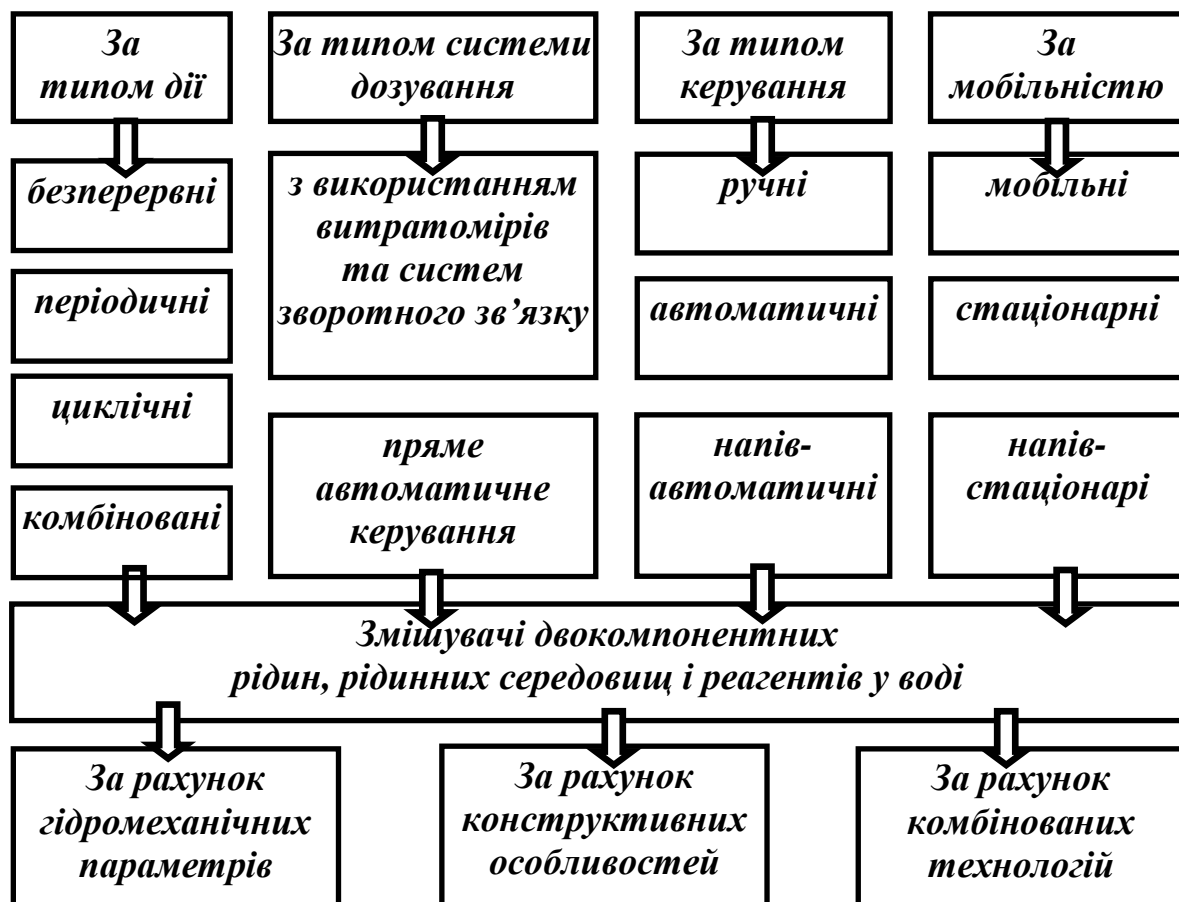 За
типом дії
За типом системи
дозування
За типом
керування
За
мобільністю
безперервні
періодичні
циклічні
комбіновані
з використанням
витратомірів
та систем
зворотного зв’язку
пряме
автоматичне
керування
ручні
автоматичні
напів-
автоматичні
мобільні
стаціонарні
напів-
стаціонарі
Змішувачі двокомпонентних
рідин, рідинних середовищ і реагентів у воді
За рахунок
гідромеханічних
параметрів
За рахунок
конструктивних
особливостей
За рахунок
комбінованих
технологій